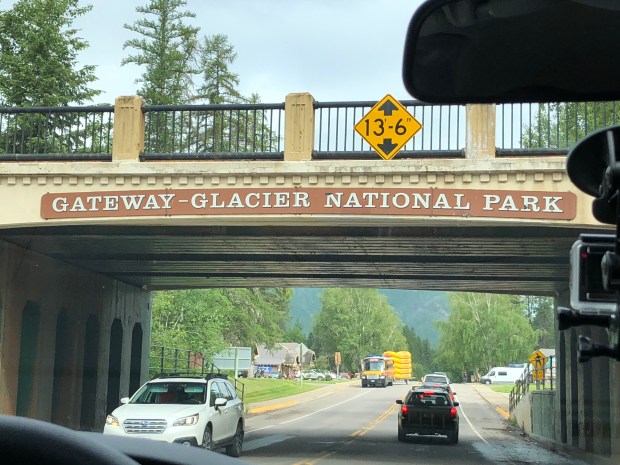 13-6"
GATEWAY-GLACIER NATIONAL PARK